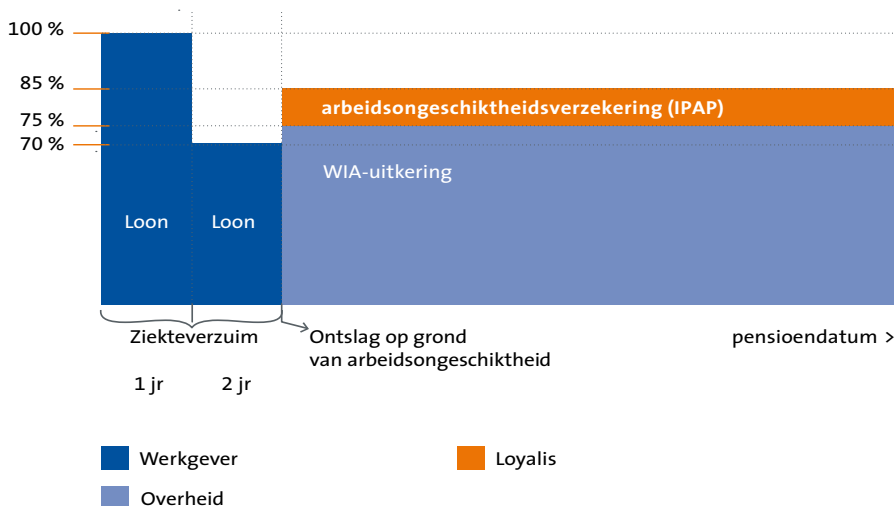 100 %
85 %
75 %
70 %
arbeidsongeschiktheidsverzekering (IPAP)
WIA-uitkering
Loon
Loon
Ziekteverzuim
1 jr
2 jr
Ontslag op grond
van arbeidsongeschiktheid
pensioendatum >
Werkgever
Loyalis
Overheid